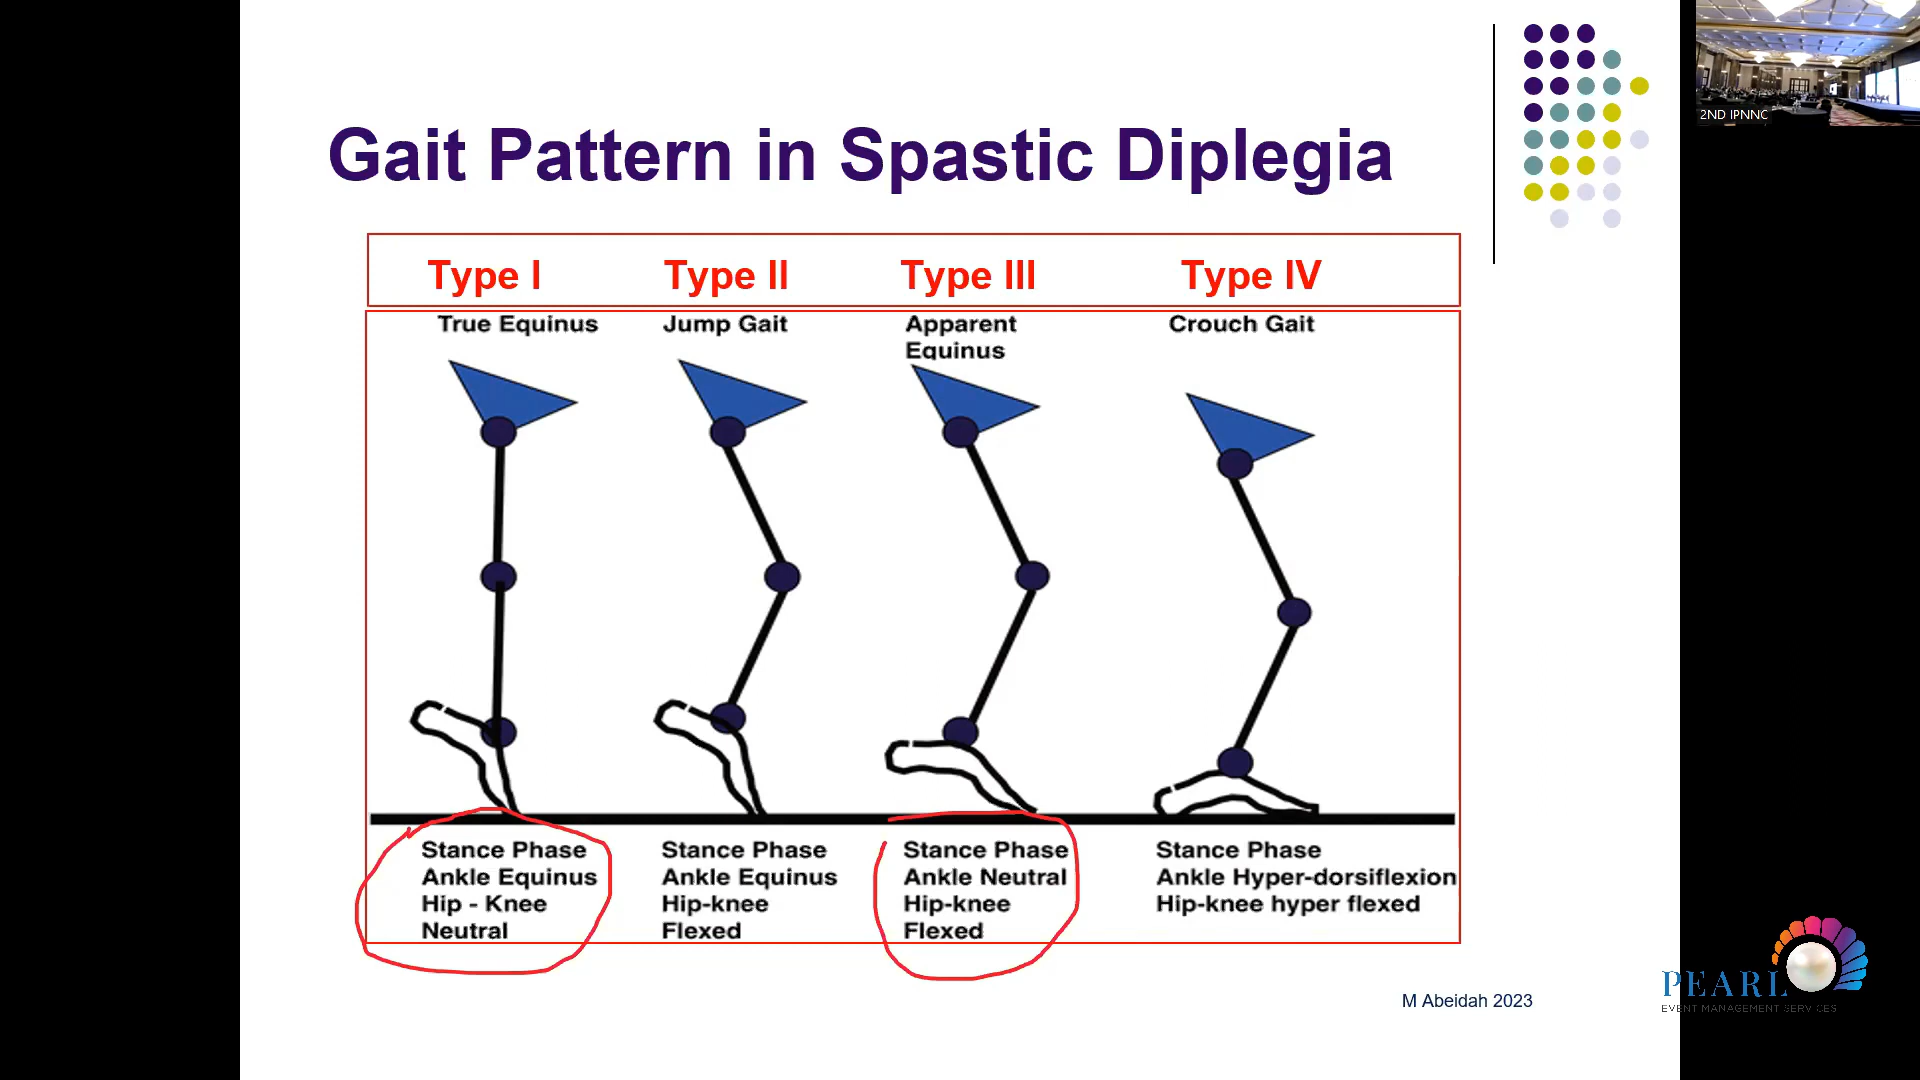 2ND IPNNC
Gait Pattern in Spastic Diplegia
Type I
Type II
Type III
Type IV
True Equinus
Jump Gait
Apparent
Equinus
Crouch Gait
Stance Phase
Ankle Equinus
Hip - Knee
Neutral
Stance Phase
Ankle Equinus
Hip-knee
Flexed
Stance Phase
Ankle Neutral
Hip-knee
Flexed
Stance Phase
Ankle Hyper-dorsiflexion
Hip-knee hyper flexed
M Abeidah 2023
PEARL
EVENT MANAGEMENT SERVICES